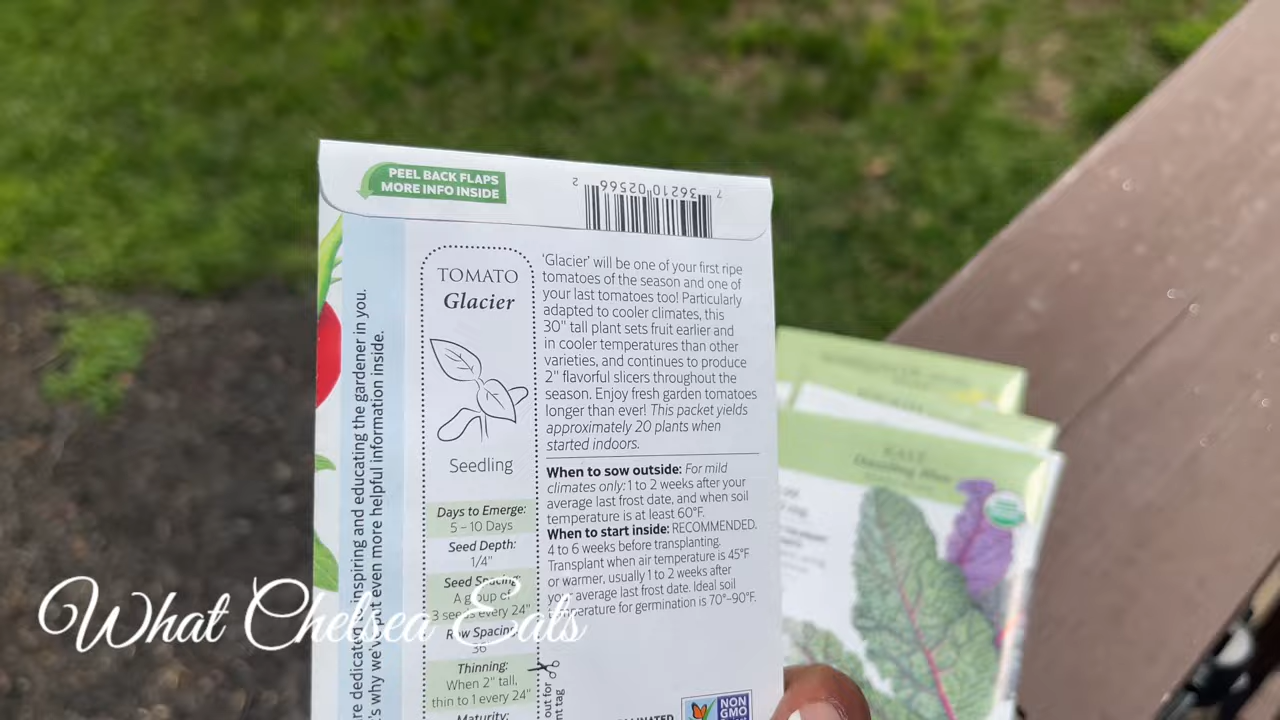 PEEL BACK FLAPS
MORE INFO INSIDE
7 36210 02566 2
TOMATO
Glacier
Seedling
Days to Emerge:
5 – 10 Days
Seed Depth:
1/4"
Seed Spacing:
A group of
3 seeds every 24"
Row Spacing:
36"
Thinning:
When 2" tall,
thin to 1 every 24"
Maturity:
'Glacier' will be one of your first ripe
tomatoes of the season and one of
your last tomatoes too! Particularly
adapted to cooler climates, this
30" tall plant sets fruit earlier and
in cooler temperatures than other
varieties, and continues to produce
2" flavorful slicers throughout the
season. Enjoy fresh garden tomatoes
longer than ever! This packet yields
approximately 20 plants when
started indoors.
When to sow outside: For mild
climates only: 1 to 2 weeks after your
average last frost date, and when soil
temperature is at least 60°F.
When to start inside: RECOMMENDED.
4 to 6 weeks before transplanting.
Transplant when air temperature is 45°F
or warmer, usually 1 to 2 weeks after
your average last frost date. Ideal soil
temperature for germination is 70°–90°F.
inspiring and educating the gardener in you.
why we've put even more helpful information inside.
out for
NON
GMO
KALE
What Chelsea Eats